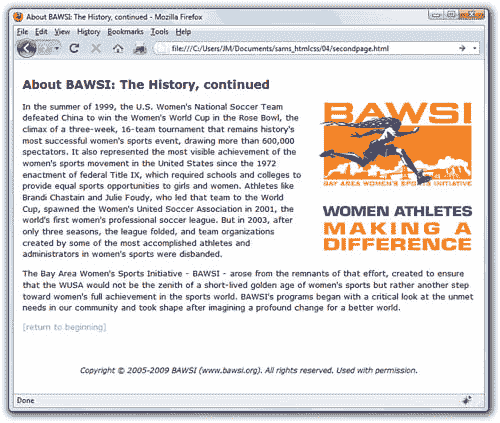 About BAWSI: The History, continued - Mozilla Firefox
File Edit View History Bookmarks Tools Help
file:///C:/Users/JM/Documents/sams_htmlcss/04/secondpage.html
About BAWSI: The History, continued
In the summer of 1999, the U.S. Women's National Soccer Team
defeated China to win the Women's World Cup in the Rose Bowl, the
climax of a three-week, 16-team tournament that remains history's
most successful women's sports event, drawing more than 600,000
spectators. It also represented the most visible achievement of the
women's sports movement in the United States since the 1972
enactment of federal Title IX, which required schools and colleges to
provide equal sports opportunities to girls and women. Athletes like
Brandi Chastain and Julie Foudy, who led that team to the World
Cup, spawned the Women's United Soccer Association in 2001, the
world's first women's professional soccer league. But in 2003, after
only three seasons, the league folded, and team organizations
created by some of the most accomplished athletes and
administrators in women's sports were disbanded.
BAWSI
BAY AREA WOMEN'S SPORTS INITIATIVE
WOMEN ATHLETES
MAKING A
DIFFERENCE
The Bay Area Women's Sports Initiative - BAWSI - arose from the remnants of that effort, created to ensure
that the WUSA would not be the zenith of a short-lived golden age of women's sports but rather another step
toward women's full achievement in the sports world. BAWSI's programs began with a critical look at the unmet
needs in our community and took shape after imagining a profound change for a better world.
[return to beginning]
Copyright © 2005-2009 BAWSI (www.bawsi.org). All rights reserved. Used with permission.
Done